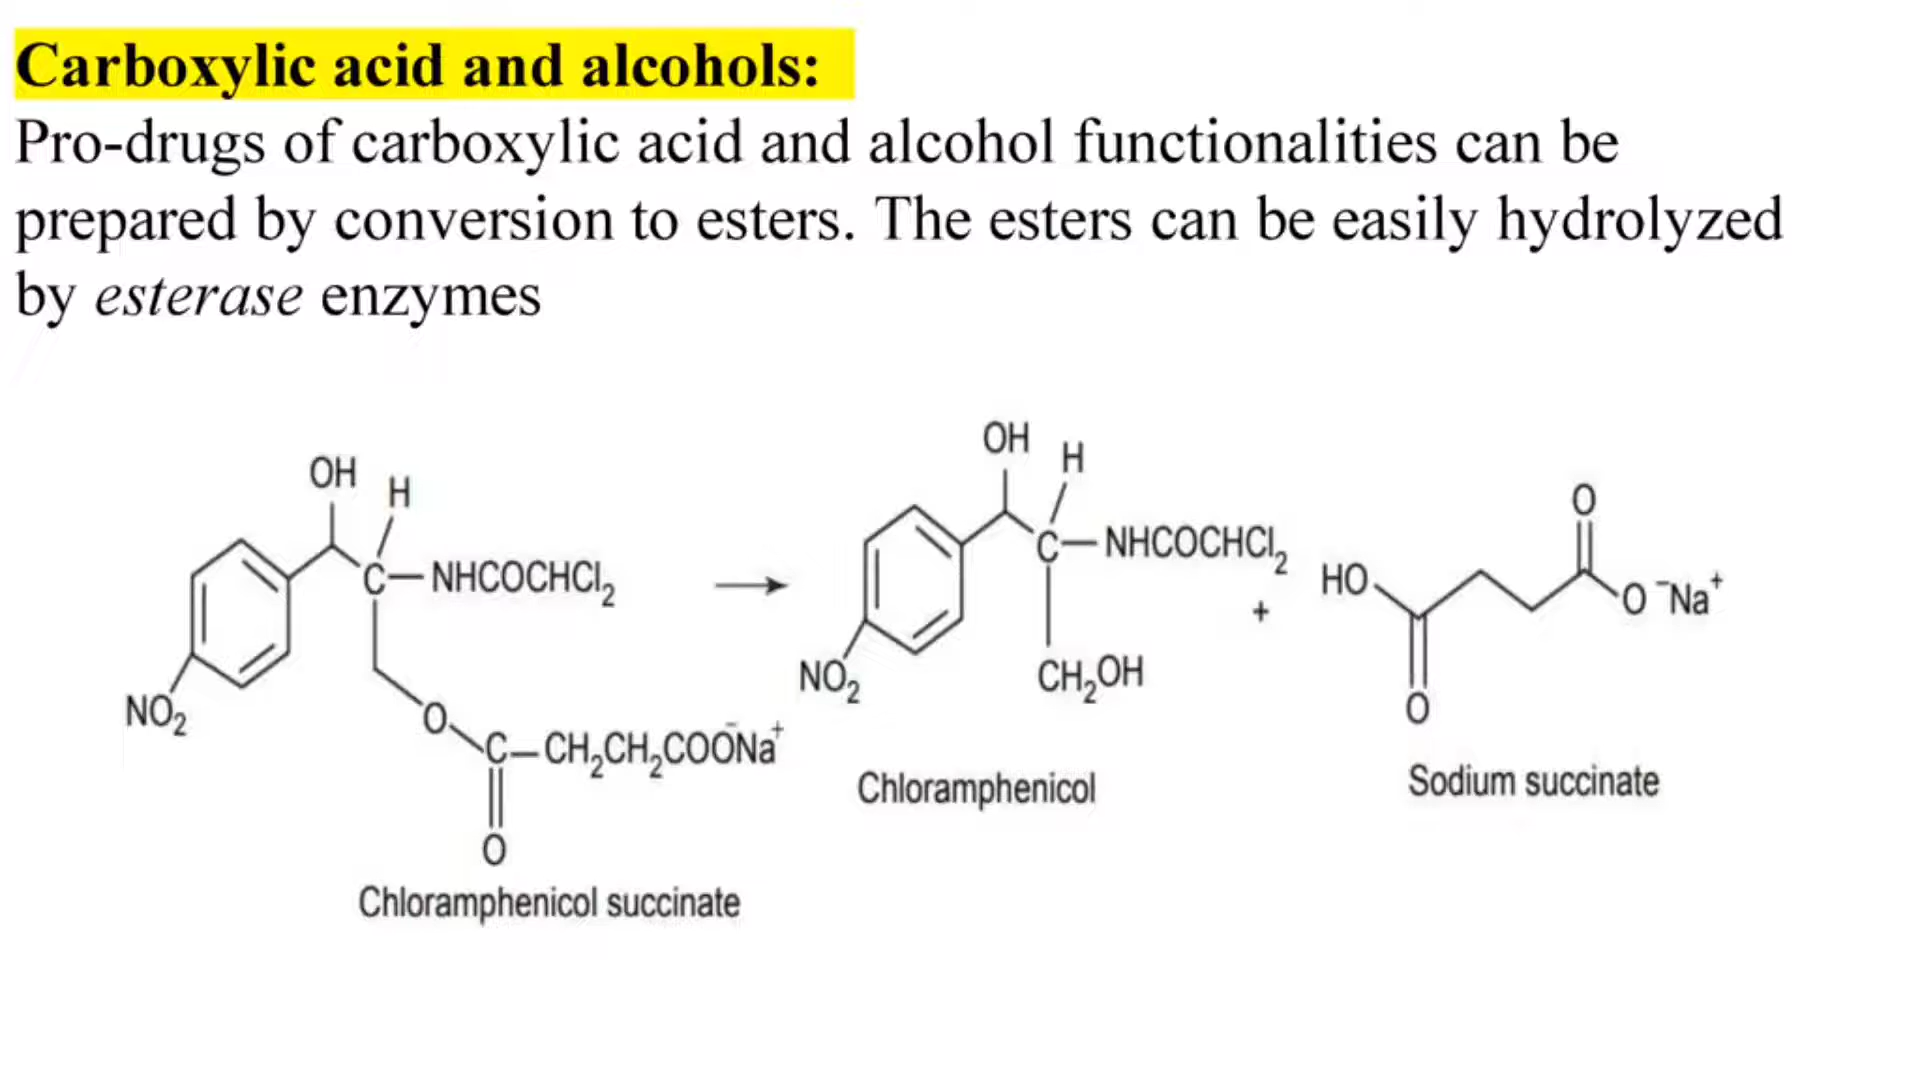 Carboxylic acid and alcohols:
Pro-drugs of carboxylic acid and alcohol functionalities can be
prepared by conversion to esters. The esters can be easily hydrolyzed
by esterase enzymes
OH
H
C—NHCOCHCl₂
NO₂
O
C—CH₂CH₂COO⁻Na⁺
O
Chloramphenicol succinate
OH
H
C—NHCOCHCl₂
NO₂
CH₂OH
Chloramphenicol
+
O
HO
O⁻Na⁺
O
Sodium succinate